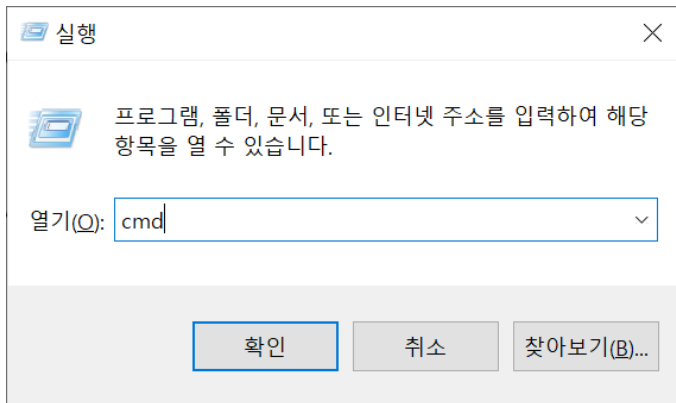 실행
프로그램, 폴더, 문서, 또는 인터넷 주소를 입력하여 해당
항목을 열 수 있습니다.
열기(O): cmd
확인 취소 찾아보기(B)...